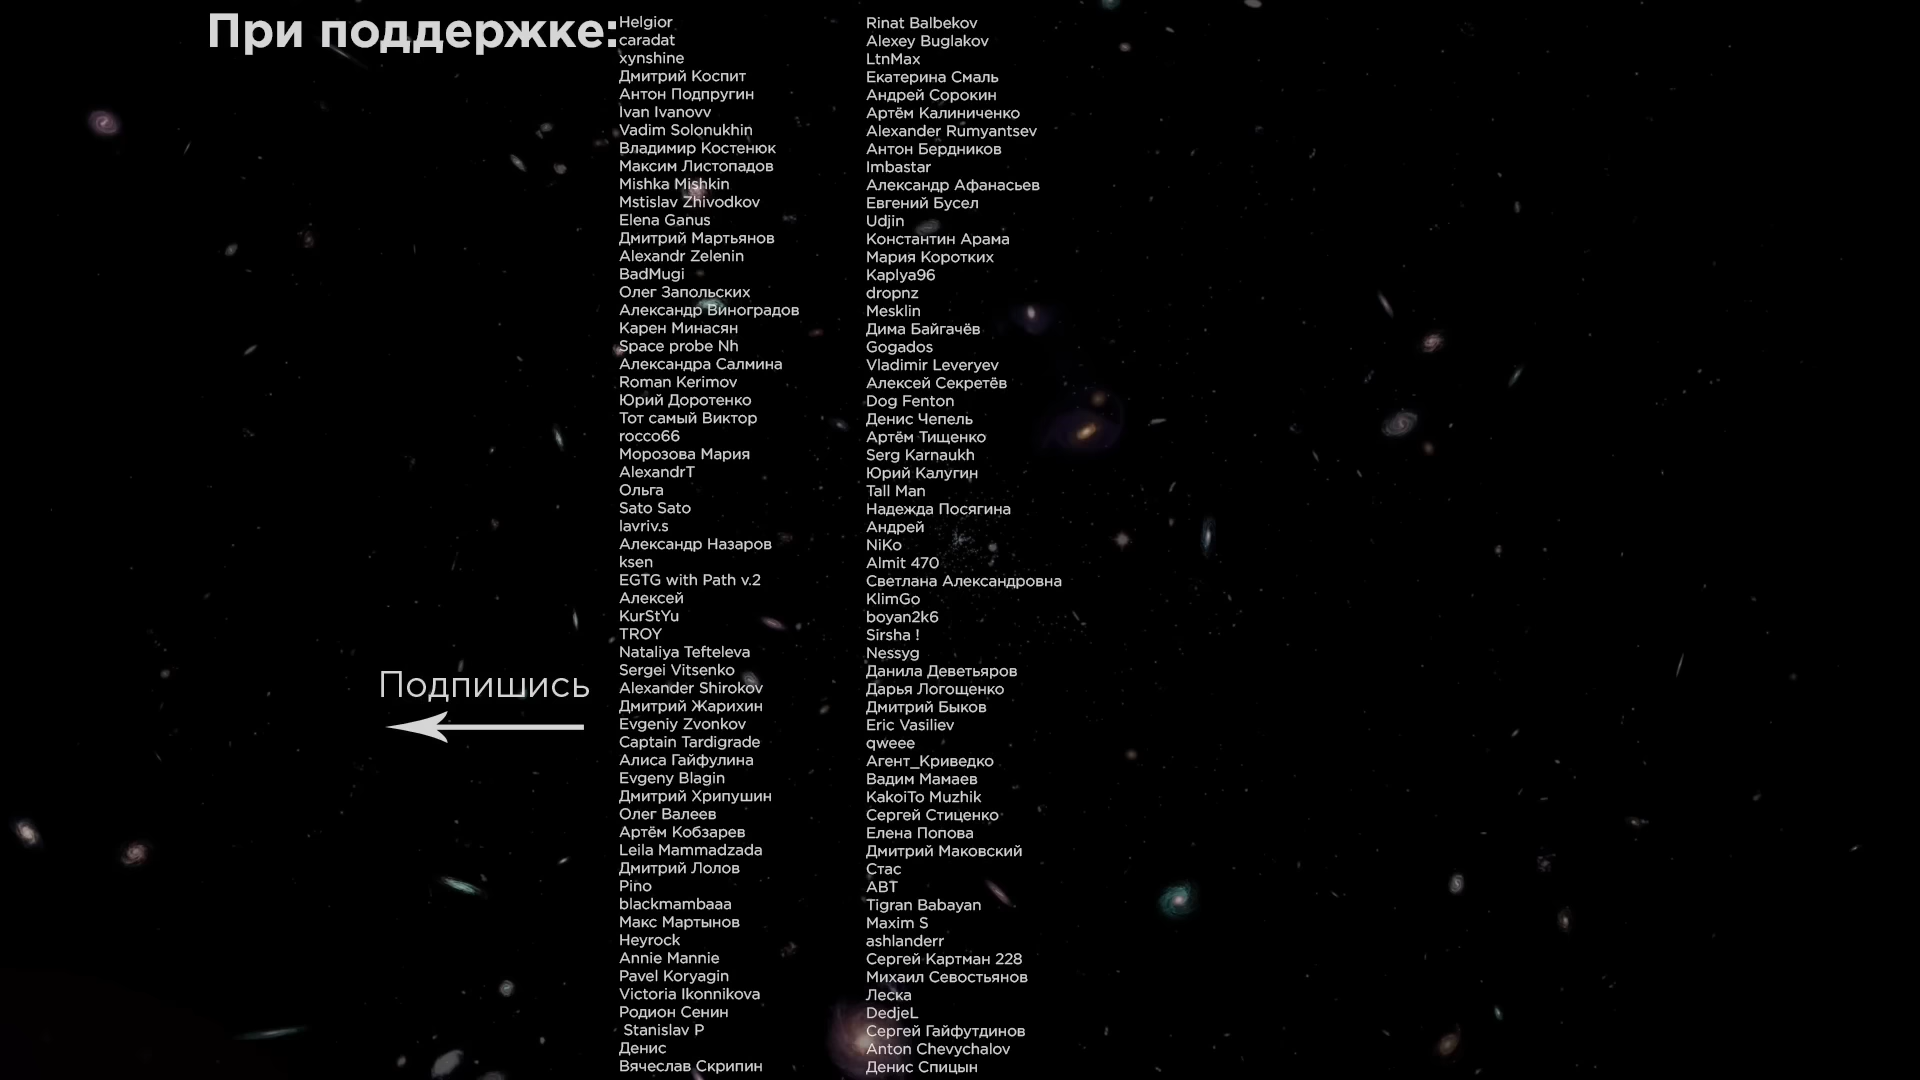 При поддержке:
Helgior
caradat
xynshine
Дмитрий Коспит
Антон Подпругин
Ivan Ivanovv
Vadim Solonukhin
Владимир Костенюк
Максим Листопадов
Mishka Mishkin
Mstislav Zhivodkov
Elena Ganus
Дмитрий Мартьянов
Alexandr Zelenin
BadMugi
Олег Запольских
Александр Виноградов
Карен Минасян
Space probe Nh
Александра Салмина
Roman Kerimov
Юрий Доротенко
Тот самый Виктор
rocco66
Морозова Мария
AlexandrT
Ольга
Sato Sato
lavriv.s
Александр Назаров
ksen
EGTG with Path v.2
Алексей
KurStYu
TROY
Nataliya Tefteleva
Sergei Vitsenko
Alexander Shirokov
Дмитрий Жарихин
Evgeniy Zvonkov
Captain Tardigrade
Алиса Гайфулина
Evgeny Blagin
Дмитрий Хрипушин
Олег Валеев
Артём Кобзарев
Leila Mammadzada
Дмитрий Лолов
Pino
blackmambaaa
Макс Мартынов
Heyrock
Annie Mannie
Pavel Koryagin
Victoria Ikonnikova
Родион Сенин
Stanislav P
Денис
Вячеслав Скрипин
Rinat Balbekov
Alexey Buglakov
LtnMax
Екатерина Смаль
Андрей Сорокин
Артём Калиниченко
Alexander Rumyantsev
Антон Бердников
Imbastar
Александр Афанасьев
Евгений Бусел
Udjin
Константин Арама
Мария Коротких
Kaplya96
dropnz
Mesklin
Дима Байгачёв
Gogados
Vladimir Leveryev
Алексей Секретёв
Dog Fenton
Денис Чепель
Артём Тищенко
Serg Karnaukh
Юрий Калугин
Tall Man
Надежда Посягина
Андрей
NiKo
Almit 470
Светлана Александровна
KlimGo
boyan2k6
Sirsha !
Nessyg
Данила Деветьяров
Дарья Логощенко
Дмитрий Быков
Eric Vasiliev
qweee
Агент_Криведко
Вадим Мамаев
KakoiTo Muzhik
Сергей Стиценко
Елена Попова
Дмитрий Маковский
Стас
ABT
Tigran Babayan
Maxim S
ashlanderr
Сергей Картман 228
Михаил Севостьянов
Леска
DedjeL
Сергей Гайфутдинов
Anton Chevychalov
Денис Спицын
Подпишись